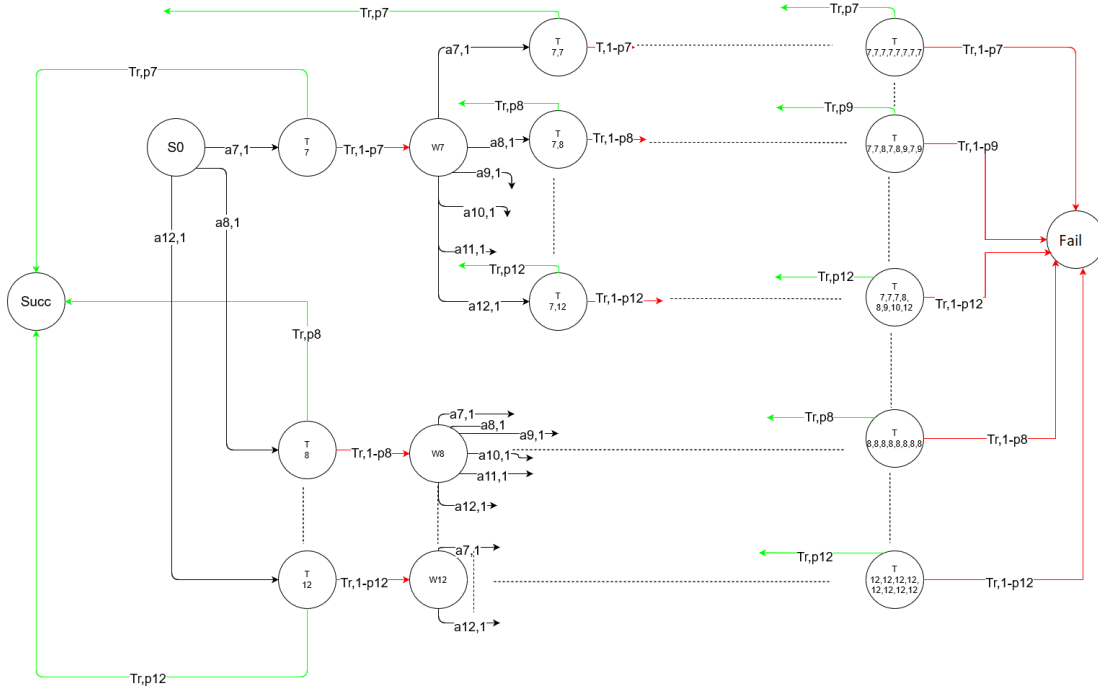 Tr,p7
Tr,p7
T
7,7
a7,1
T,1-p7
T
7,7,7,7,7,7,7,7
Tr,1-p7
Tr,p7
Tr,p8
Tr,p9
S0
a7,1
T
7
Tr,1-p7
W7
a8,1
T
7,8
Tr,1-p8
T
7,7,8,7,8,9,7,9
Tr,1-p9
a9,1
a10,1
a8,1
a12,1
a11,1
Fail
Tr,p12
Tr,p12
Succ
a12,1
T
7,12
Tr,1-p12
T
7,7,7,8,
8,9,10,12
Tr,1-p12
Tr,p8
a7,1
a8,1
a9,1
Tr,p8
T
8
Tr,1-p8
W8
a10,1
a11,1
T
8,8,8,8,8,8,8,8
Tr,1-p8
a12,1
a7,1
Tr,p12
T
12
Tr,1-p12
W12
T
12,12,12,12,
12,12,12,12
Tr,1-p12
a12,1
Tr,p12